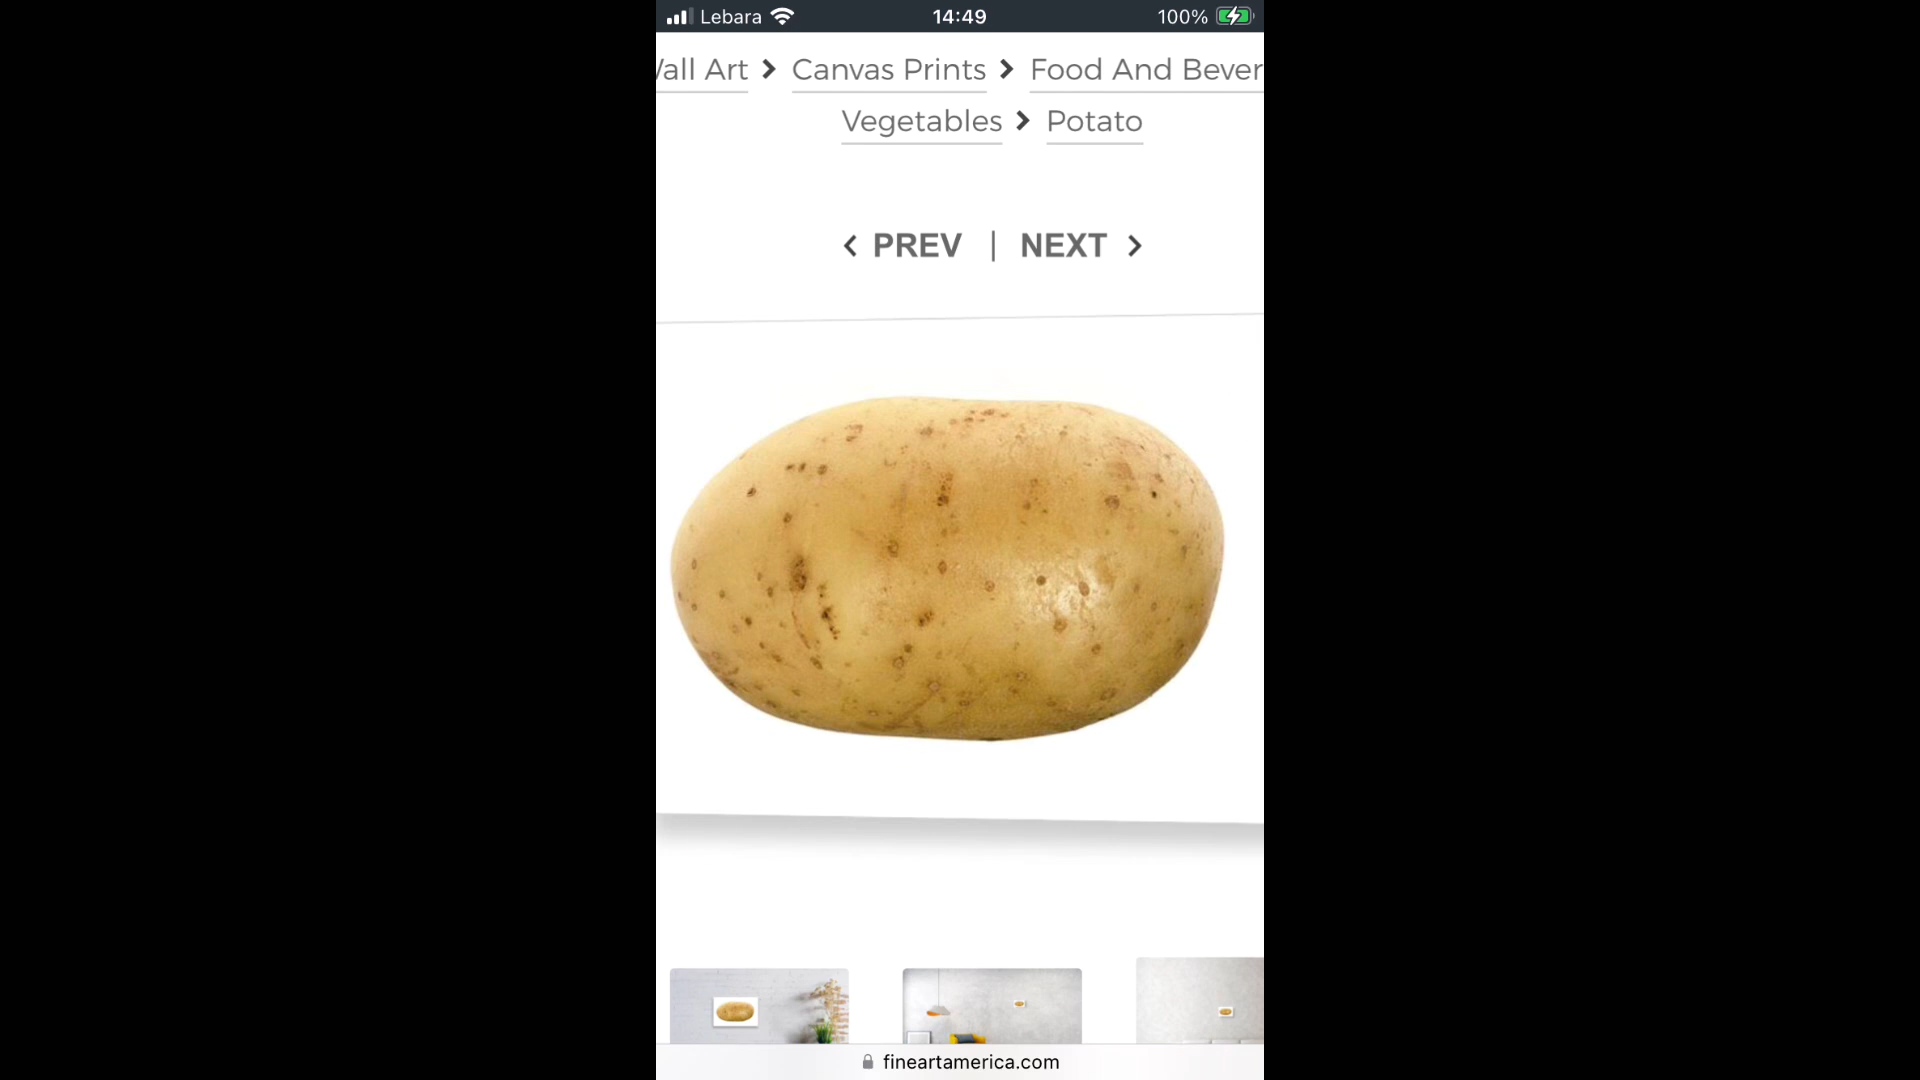 Lebara 14:49 100%
all Art > Canvas Prints > Food And Bever
Vegetables > Potato
< PREV | NEXT >
fineartamerica.com